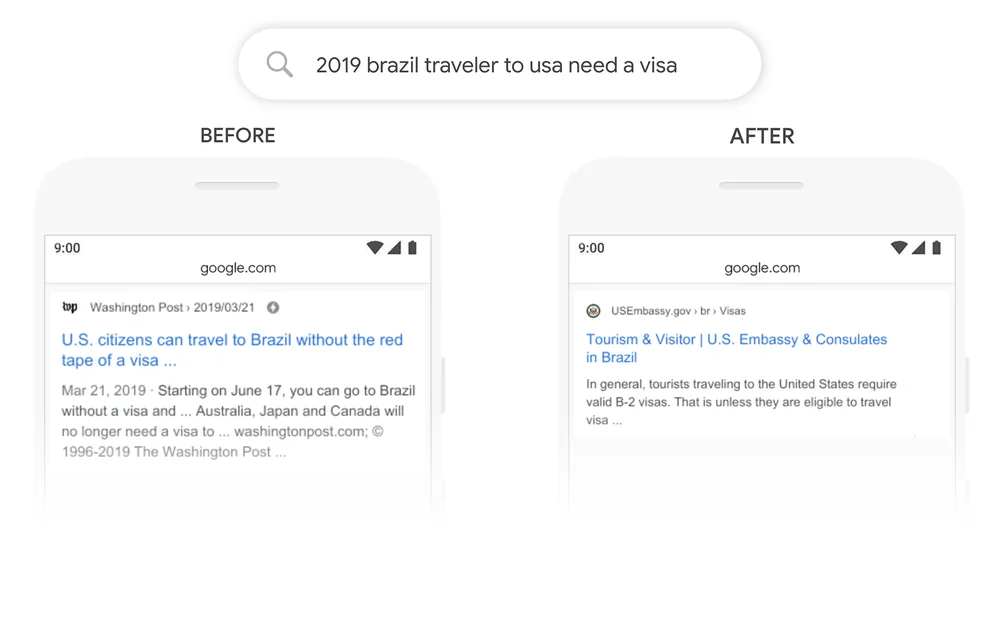 2019 brazil traveler to usa need a visa
BEFORE
9:00
google.com
wp Washington Post › 2019/03/21
U.S. citizens can travel to Brazil without the red
tape of a visa ...
Mar 21, 2019 · Starting on June 17, you can go to Brazil
without a visa and ... Australia, Japan and Canada will
no longer need a visa to ... washingtonpost.com; ©
1996-2019 The Washington Post ...
AFTER
9:00
google.com
USEmbassy.gov › br › Visas
Tourism & Visitor | U.S. Embassy & Consulates
in Brazil
In general, tourists traveling to the United States require
valid B-2 visas. That is unless they are eligible to travel
visa ...